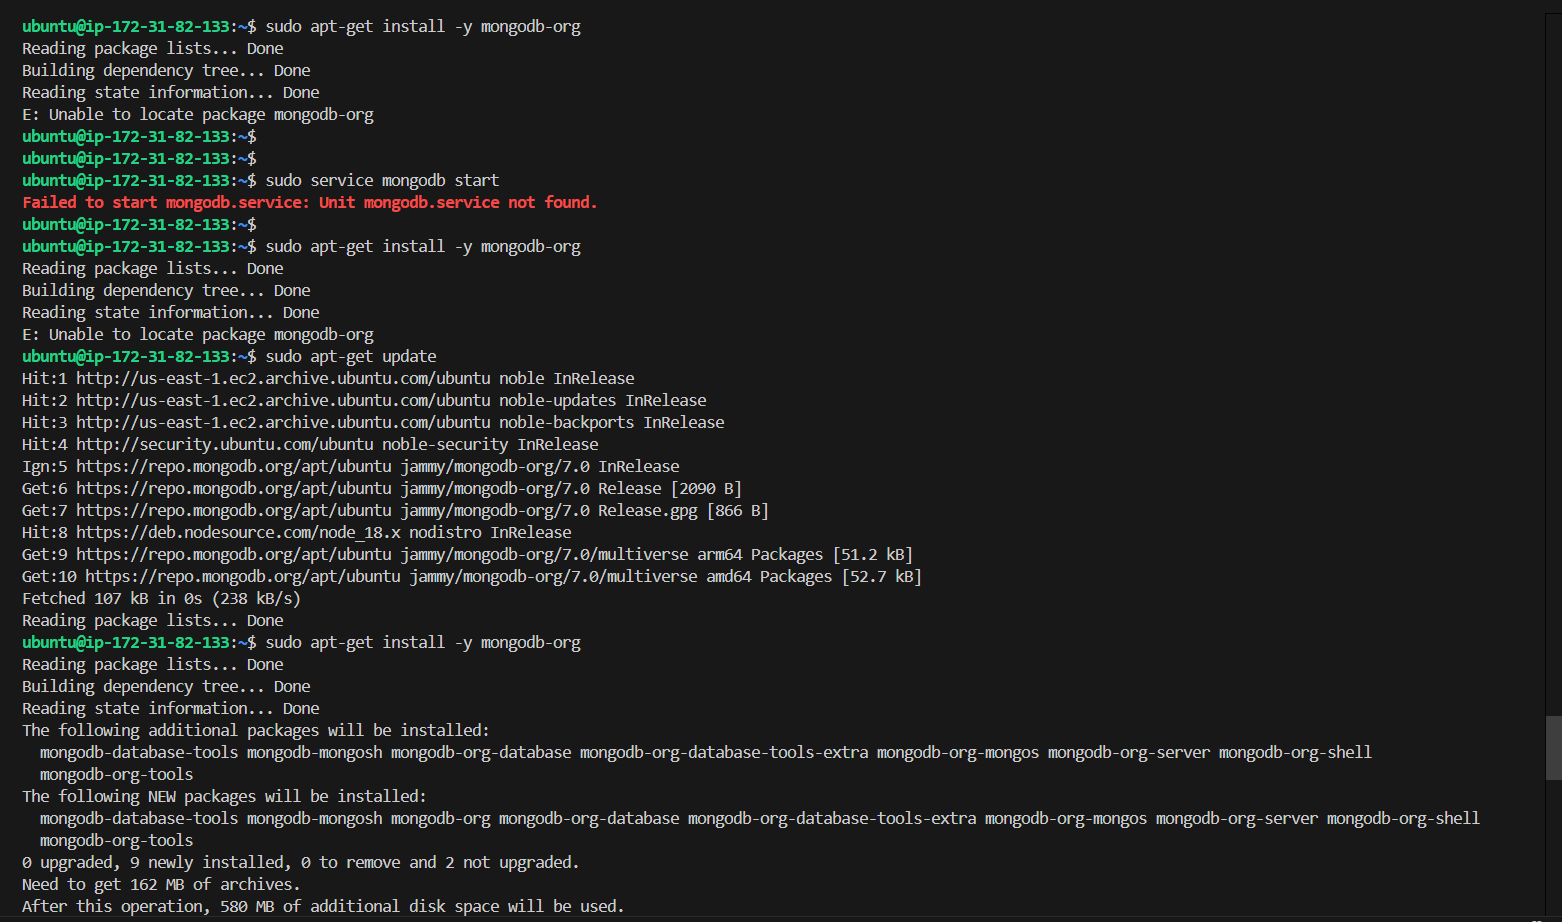 ubuntu@ip-172-31-82-133:~$ sudo apt-get install -y mongodb-org
Reading package lists... Done
Building dependency tree... Done
Reading state information... Done
E: Unable to locate package mongodb-org
ubuntu@ip-172-31-82-133:~$
ubuntu@ip-172-31-82-133:~$
ubuntu@ip-172-31-82-133:~$ sudo service mongodb start
Failed to start mongodb.service: Unit mongodb.service not found.
ubuntu@ip-172-31-82-133:~$
ubuntu@ip-172-31-82-133:~$ sudo apt-get install -y mongodb-org
Reading package lists... Done
Building dependency tree... Done
Reading state information... Done
E: Unable to locate package mongodb-org
ubuntu@ip-172-31-82-133:~$ sudo apt-get update
Hit:1 http://us-east-1.ec2.archive.ubuntu.com/ubuntu noble InRelease
Hit:2 http://us-east-1.ec2.archive.ubuntu.com/ubuntu noble-updates InRelease
Hit:3 http://us-east-1.ec2.archive.ubuntu.com/ubuntu noble-backports InRelease
Hit:4 http://security.ubuntu.com/ubuntu noble-security InRelease
Ign:5 https://repo.mongodb.org/apt/ubuntu jammy/mongodb-org/7.0 InRelease
Get:6 https://repo.mongodb.org/apt/ubuntu jammy/mongodb-org/7.0 Release [2090 B]
Get:7 https://repo.mongodb.org/apt/ubuntu jammy/mongodb-org/7.0 Release.gpg [866 B]
Hit:8 https://deb.nodesource.com/node_18.x nodistro InRelease
Get:9 https://repo.mongodb.org/apt/ubuntu jammy/mongodb-org/7.0/multiverse arm64 Packages [51.2 kB]
Get:10 https://repo.mongodb.org/apt/ubuntu jammy/mongodb-org/7.0/multiverse amd64 Packages [52.7 kB]
Fetched 107 kB in 0s (238 kB/s)
Reading package lists... Done
ubuntu@ip-172-31-82-133:~$ sudo apt-get install -y mongodb-org
Reading package lists... Done
Building dependency tree... Done
Reading state information... Done
The following additional packages will be installed:
  mongodb-database-tools mongodb-mongosh mongodb-org-database mongodb-org-database-tools-extra mongodb-org-mongos mongodb-org-server mongodb-org-shell
  mongodb-org-tools
The following NEW packages will be installed:
  mongodb-database-tools mongodb-mongosh mongodb-org mongodb-org-database mongodb-org-database-tools-extra mongodb-org-mongos mongodb-org-server mongodb-org-shell
  mongodb-org-tools
0 upgraded, 9 newly installed, 0 to remove and 2 not upgraded.
Need to get 162 MB of archives.
After this operation, 580 MB of additional disk space will be used.